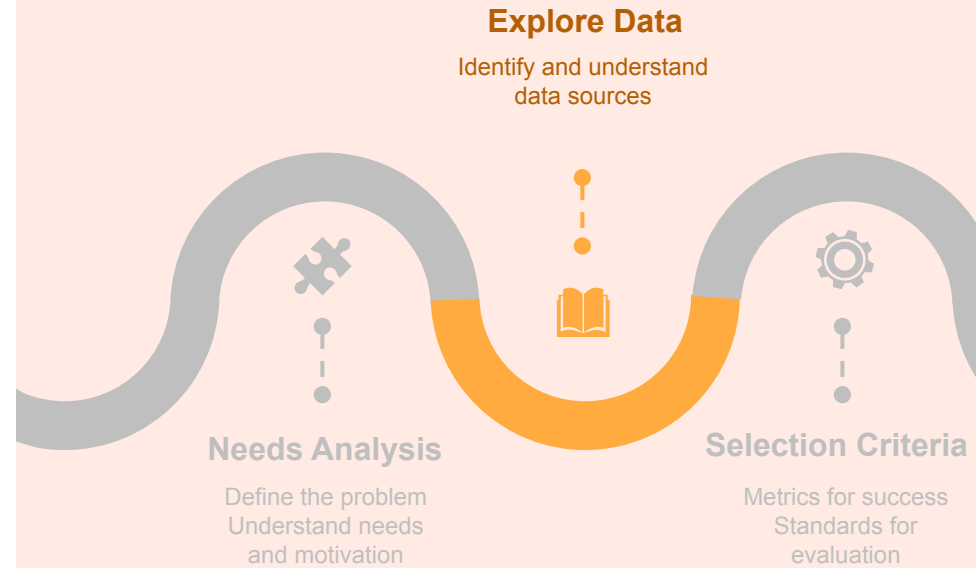 Explore Data
Identify and understand
data sources
Needs Analysis
Define the problem
Understand needs
and motivation
Selection Criteria
Metrics for success
Standards for
evaluation